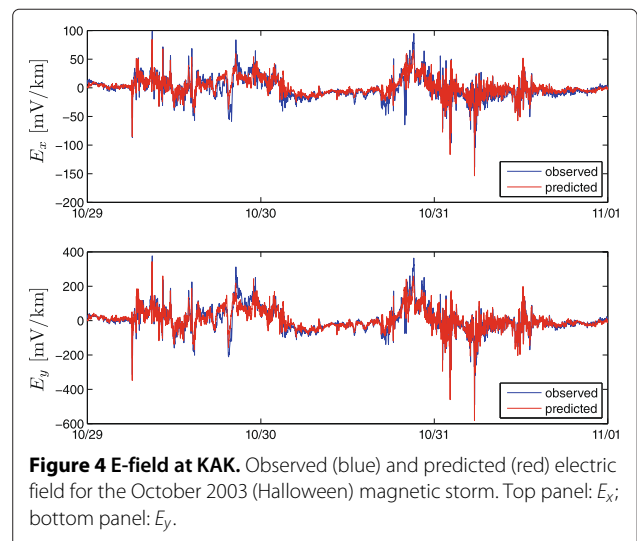 100
50
0
−50
−100
−150
−200
E_x [mV/km]
observed
predicted
10/29 10/30 10/31 11/01
400
200
0
−200
−400
−600
E_y [mV/km]
observed
predicted
10/29 10/30 10/31 11/01
Figure 4 E-field at KAK. Observed (blue) and predicted (red) electric
field for the October 2003 (Halloween) magnetic storm. Top panel: E_x;
bottom panel: E_y.